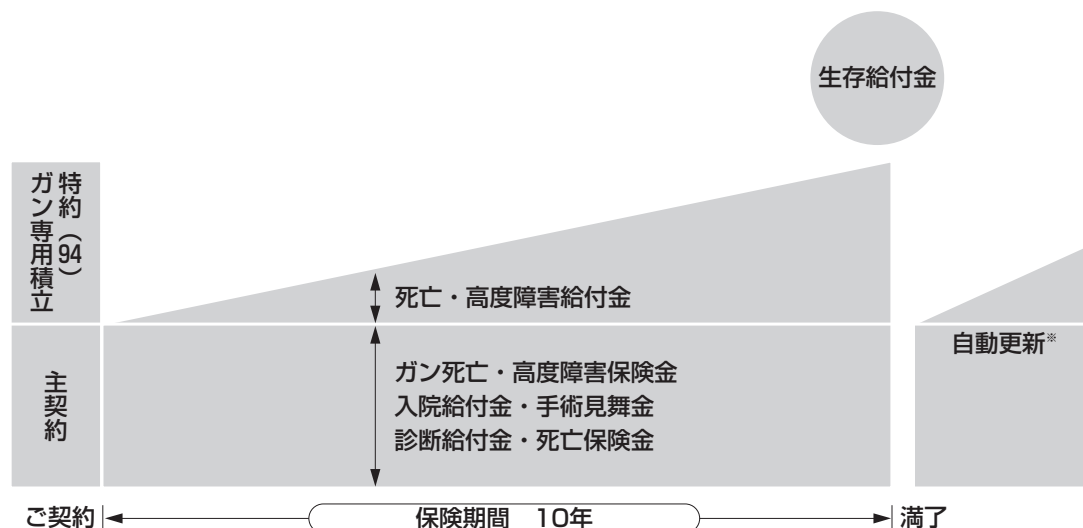 生存給付金
ガン専用積立
特約（94）
死亡・高度障害給付金
主契約
ガン死亡・高度障害保険金
入院給付金・手術見舞金
診断給付金・死亡保険金
自動更新※
ご契約
保険期間　10年
満了